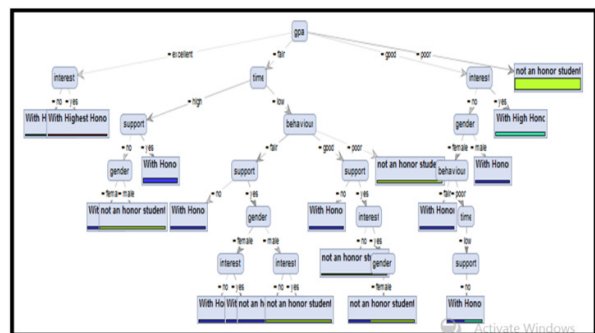 gpa
excellent
fair
good
poor
interest
time
interest
not an honor student
no
yes
high
low
no
yes
With H
With Highest Hono
support
behaviour
gender
With High Honc
no
yes
fair
good
poor
female
male
gender
With Hono
support
support
not an honor stude
behaviour
With Hono
female
male
no
yes
no
yes
fair
poor
Wit
not an honor student
With Hono
gender
With Hono
interest
With Hono
time
female
male
no
yes
low
interest
interest
not an honor st
gender
support
no
yes
no
yes
female
no
With Ho
Wit
not an h
not an honor student
not an honor student
With Hono
Activate Windows